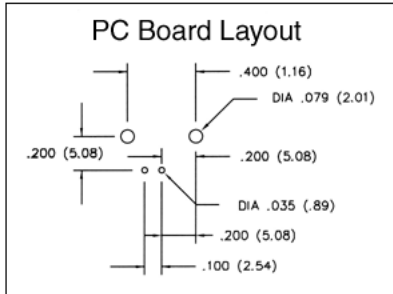 PC Board Layout
.400 (1.16)
DIA .079 (2.01)
.200 (5.08)
.200 (5.08)
DIA .035 (.89)
.200 (5.08)
.100 (2.54)